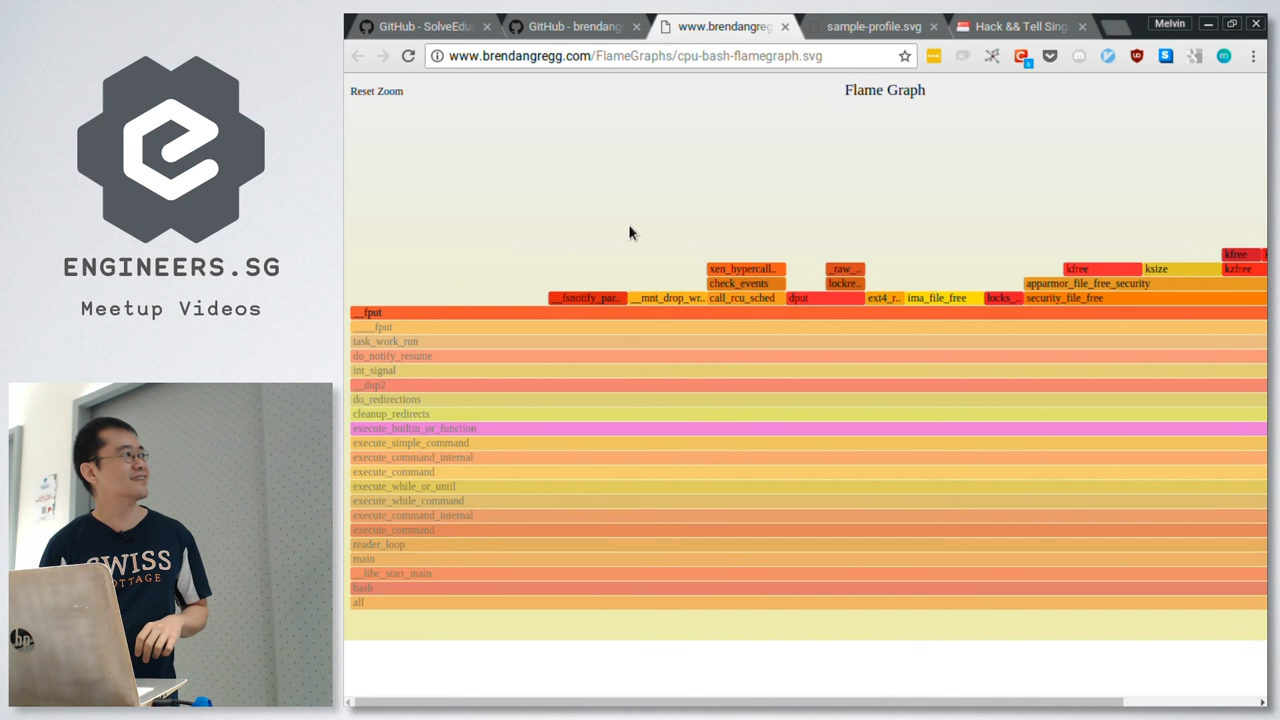 ENGINEERS.SG
Meetup Videos
SWISS
COTTAGE
hp
GitHub - SolveEdu
GitHub - brendang
www.brendangreg
sample-profile.svg
Hack && Tell Sing
Melvin
www.brendangregg.com/FlameGraphs/cpu-bash-flamegraph.svg
Reset Zoom
Flame Graph
kfree
xen_hypercall..
_raw_..
kfree
ksize
kzfree
check_events
lockre..
apparmor_file_free_security
__fsnotify_par..
__mnt_drop_wr..
call_rcu_sched
dput
ext4_r..
ima_file_free
locks_..
security_file_free
__fput
____fput
task_work_run
do_notify_resume
int_signal
__dup2
do_redirections
cleanup_redirects
execute_builtin_or_function
execute_simple_command
execute_command_internal
execute_command
execute_while_or_until
execute_while_command
execute_command_internal
execute_command
reader_loop
main
__libc_start_main
bash
all